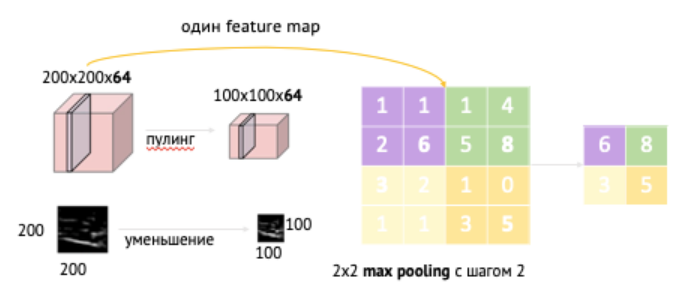 один feature map
200x200x64
100x100x64
пулинг
200
200
уменьшение
100
100
1 1 1 4
2 6 5 8
3 2 1 0
1 1 3 5
6 8
3 5
2x2 max pooling с шагом 2